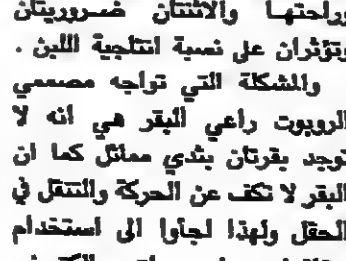 وراحتها والاثنتان ضروريتان
وتؤثران على نسبة انتاجية اللبن .
والمشكلة التي تواجه مصممي
الروبوت راعي البقر هي انه لا
توجد بقرتان بثدي مماثل كما ان
البقر لا تكف عن الحركة والتنقل في
الحقل ولهذا لجأوا الى استخدام